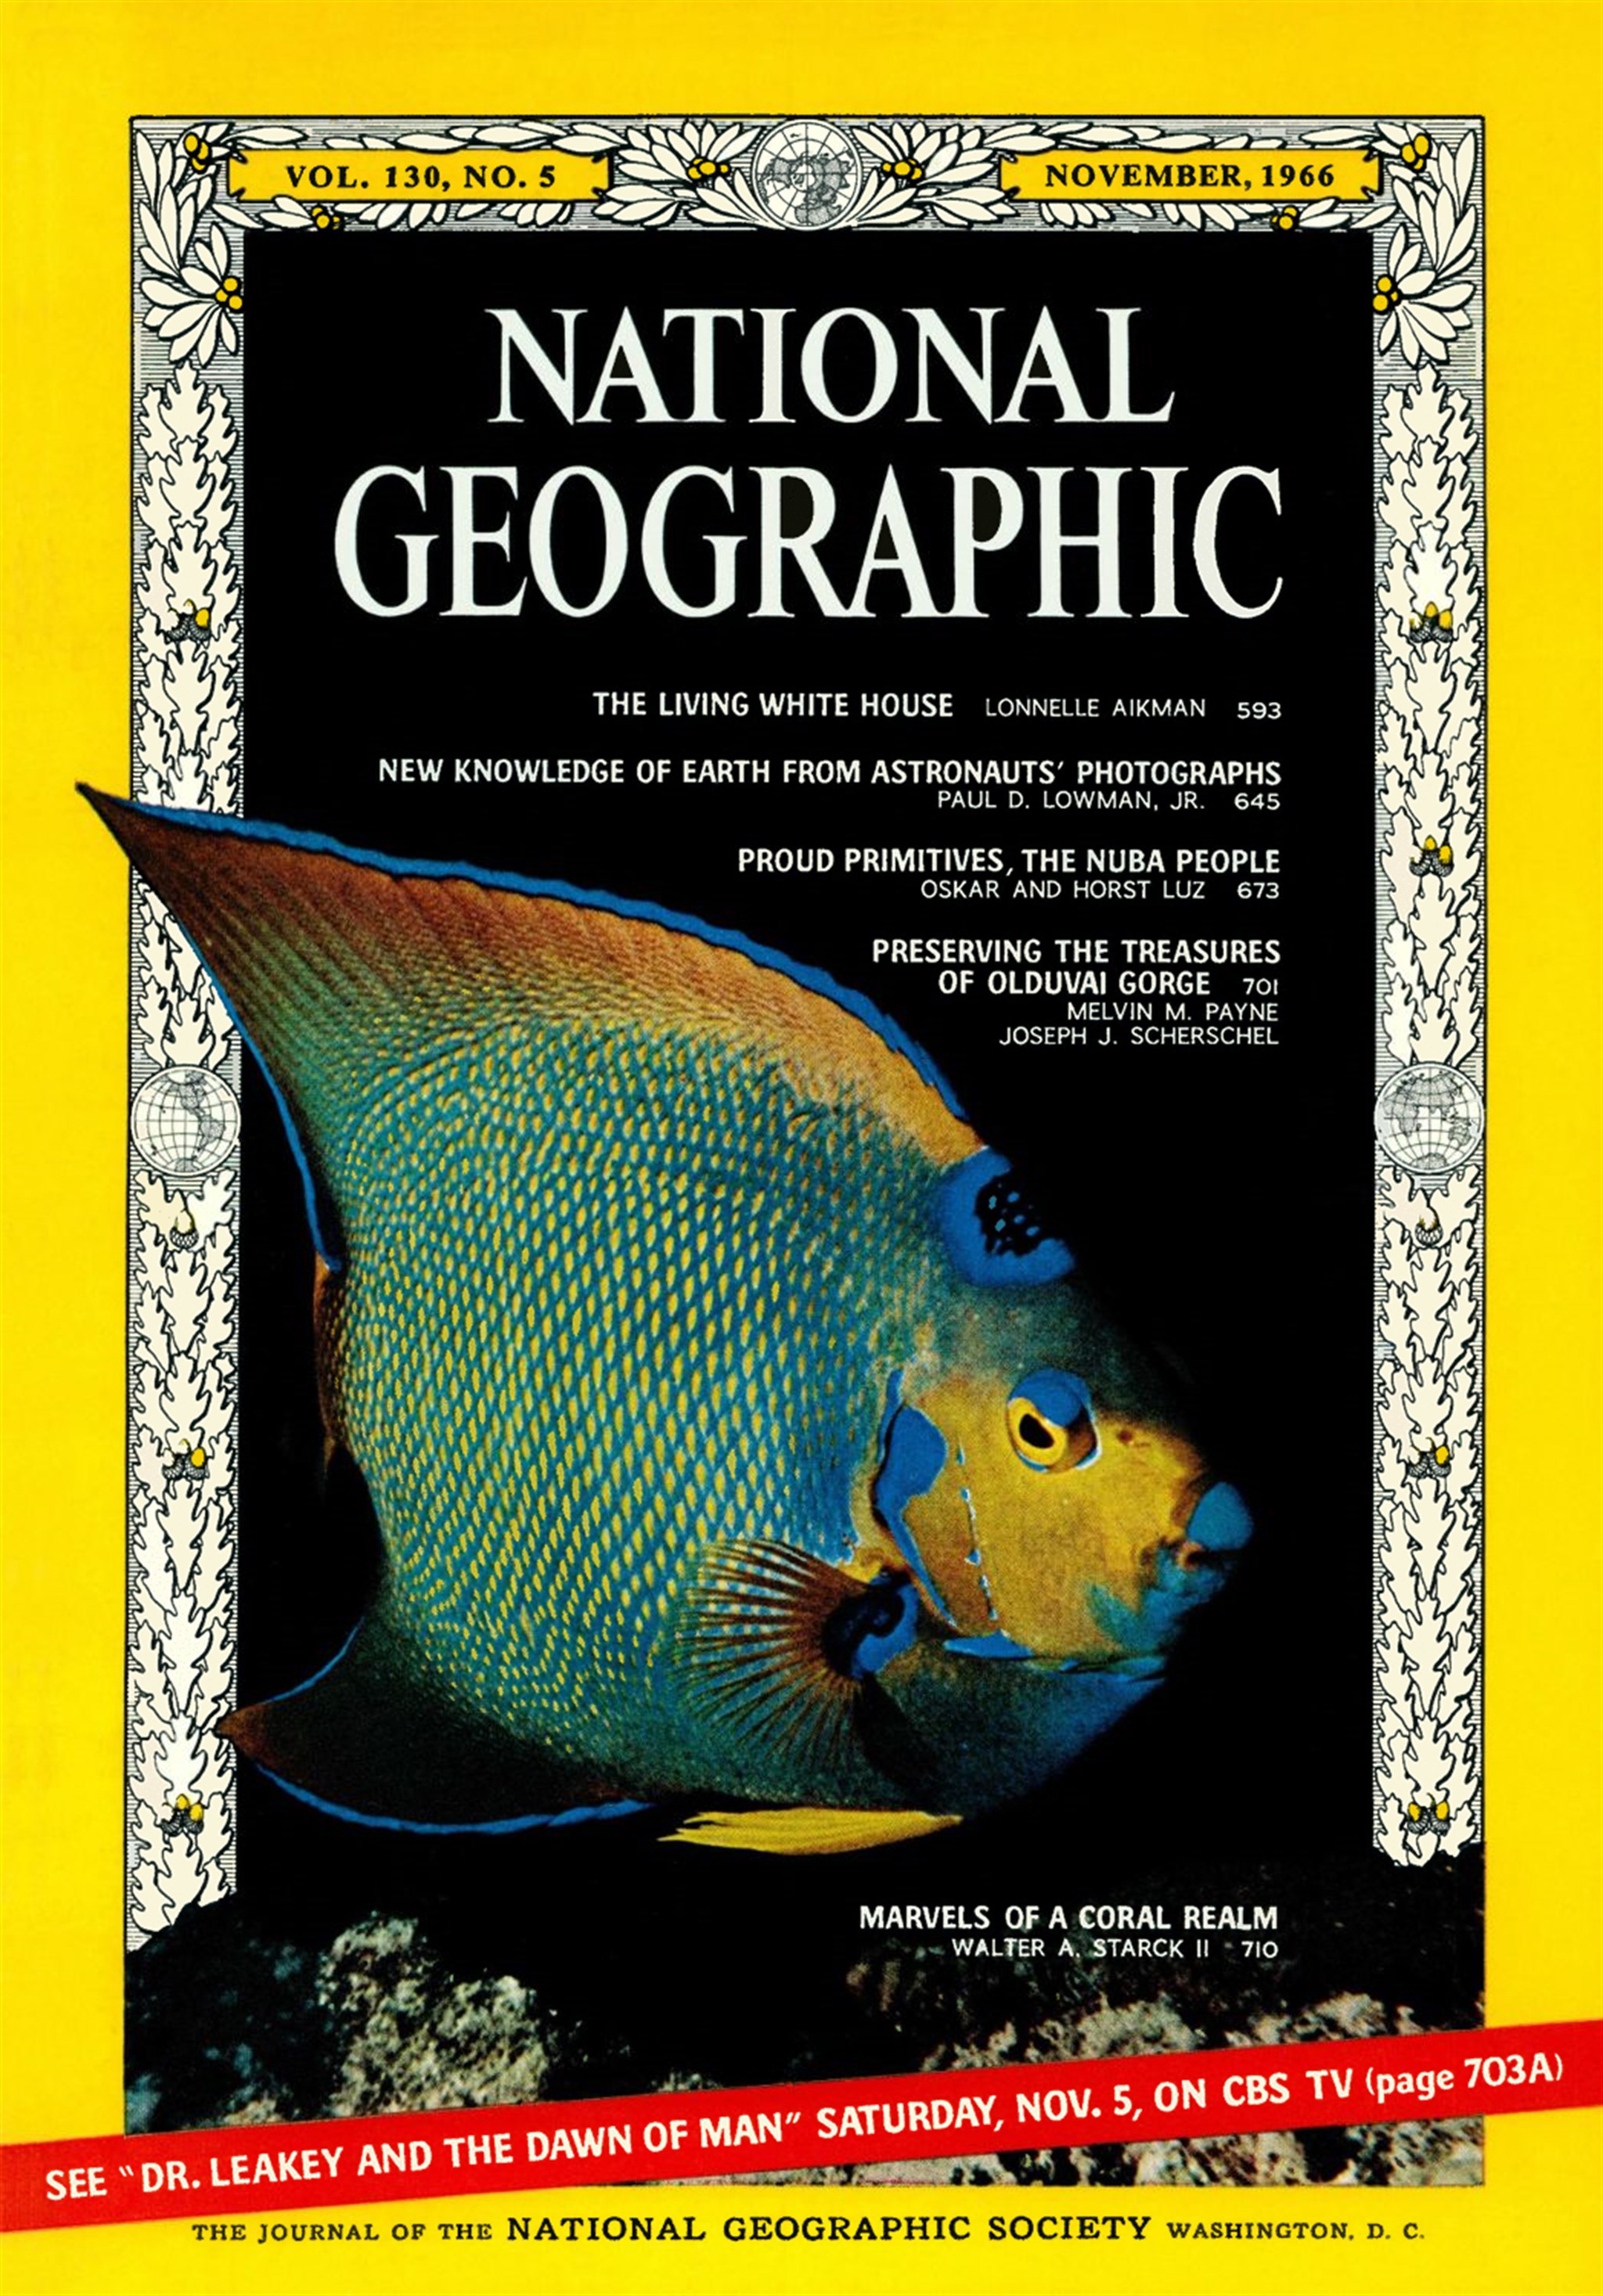 VOL. 130, NO. 5
NOVEMBER, 1966
NATIONAL
GEOGRAPHIC
THE LIVING WHITE HOUSE LONNELLE AIKMAN 593
NEW KNOWLEDGE OF EARTH FROM ASTRONAUTS' PHOTOGRAPHS
PAUL D. LOWMAN, JR. 645
PROUD PRIMITIVES, THE NUBA PEOPLE
OSKAR AND HORST LUZ 673
PRESERVING THE TREASURES
OF OLDUVAI GORGE 701
MELVIN M. PAYNE
JOSEPH J. SCHERSCHEL
MARVELS OF A CORAL REALM
WALTER A. STARCK II 710
SEE "DR. LEAKEY AND THE DAWN OF MAN" SATURDAY, NOV. 5, ON CBS TV (page 703A)
THE JOURNAL OF THE NATIONAL GEOGRAPHIC SOCIETY WASHINGTON, D. C.